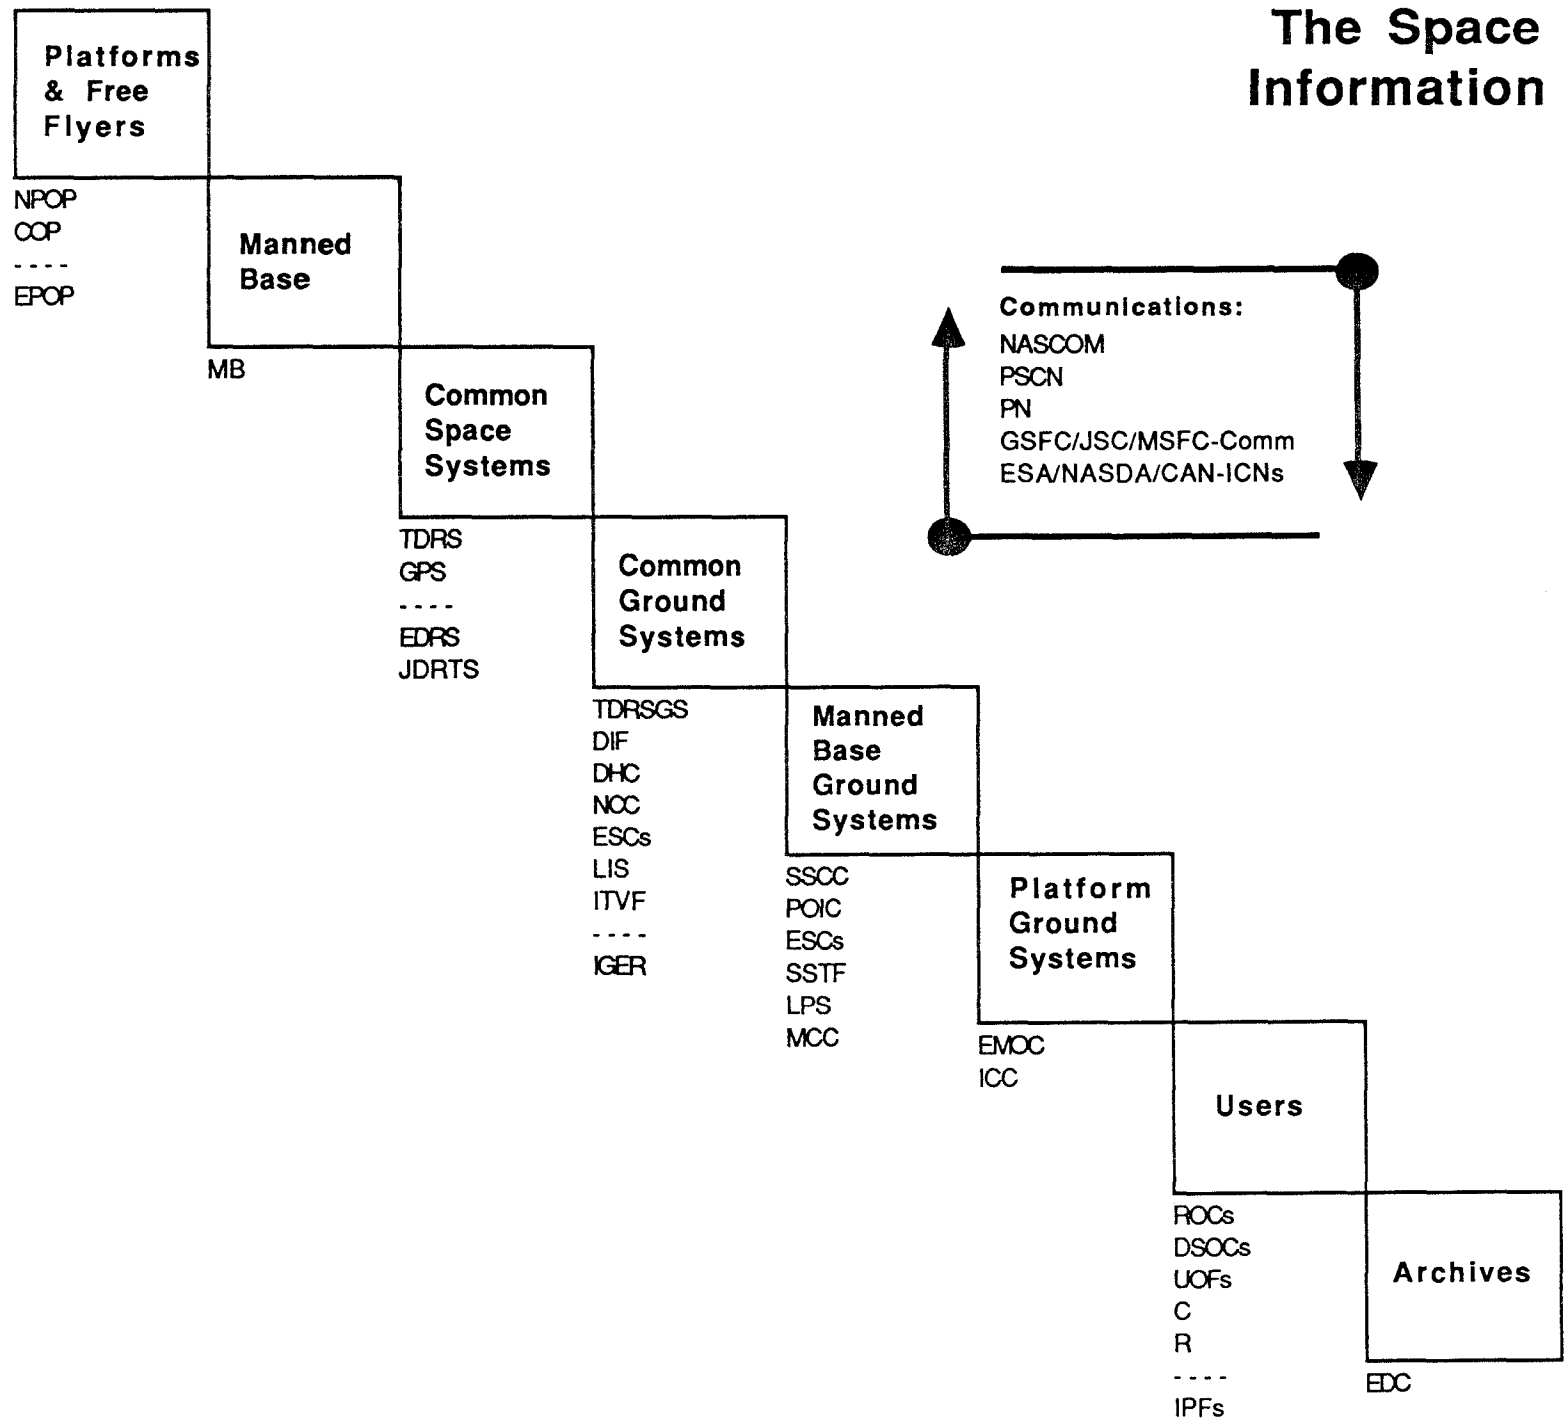 The Space
Information
Platforms
& Free
Flyers
NPOP
COP
----
EPOP
Manned
Base
MB
Common
Space
Systems
TDRS
GPS
----
EDRS
JDRTS
Communications:
NASCOM
PSCN
PN
GSFC/JSC/MSFC-Comm
ESA/NASDA/CAN-ICNs
Common
Ground
Systems
TDRSGS
DIF
DHC
NCC
ESCs
LIS
ITVF
----
IGER
Manned
Base
Ground
Systems
SSCC
POIC
ESCs
SSTF
LPS
MCC
Platform
Ground
Systems
EMOC
ICC
Users
ROCs
DSOCs
UOFs
C
R
----
IPFs
Archives
EDC